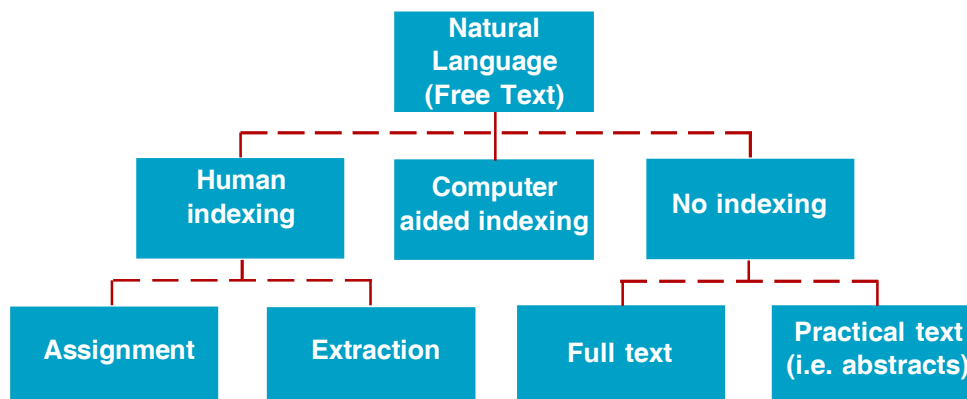 Natural
Language
(Free Text)
Human
indexing
Computer
aided indexing
No indexing
Assignment
Extraction
Full text
Practical text
(i.e. abstracts)